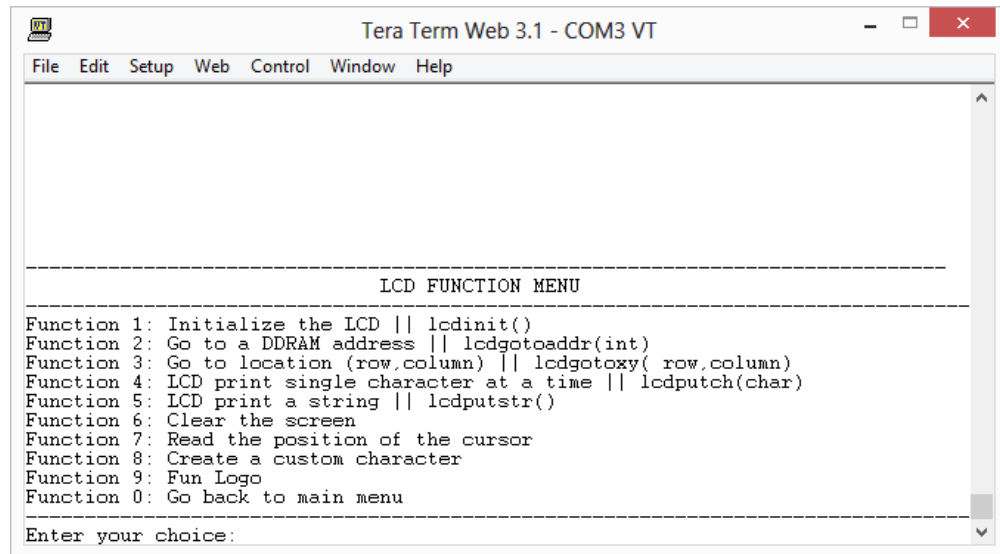 Tera Term Web 3.1 - COM3 VT
File Edit Setup Web Control Window Help
LCD FUNCTION MENU
Function 1: Initialize the LCD || lcdinit()
Function 2: Go to a DDRAM address || lcdgotoaddr(int)
Function 3: Go to location (row,column) || lcdgotoxy( row,column)
Function 4: LCD print single character at a time || lcdputch(char)
Function 5: LCD print a string || lcdputstr()
Function 6: Clear the screen
Function 7: Read the position of the cursor
Function 8: Create a custom character
Function 9: Fun Logo
Function 0: Go back to main menu
Enter your choice: